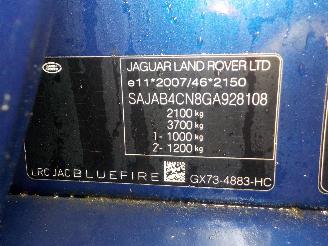 JAGUAR LAND ROVER LTD
e11*2007/46*2150
SAJAB4CN8GA928108
2100 kg
3700 kg
1- 1000 kg
2- 1200 kg
LRC JAC BLUEFIRE GX73-4883-HC